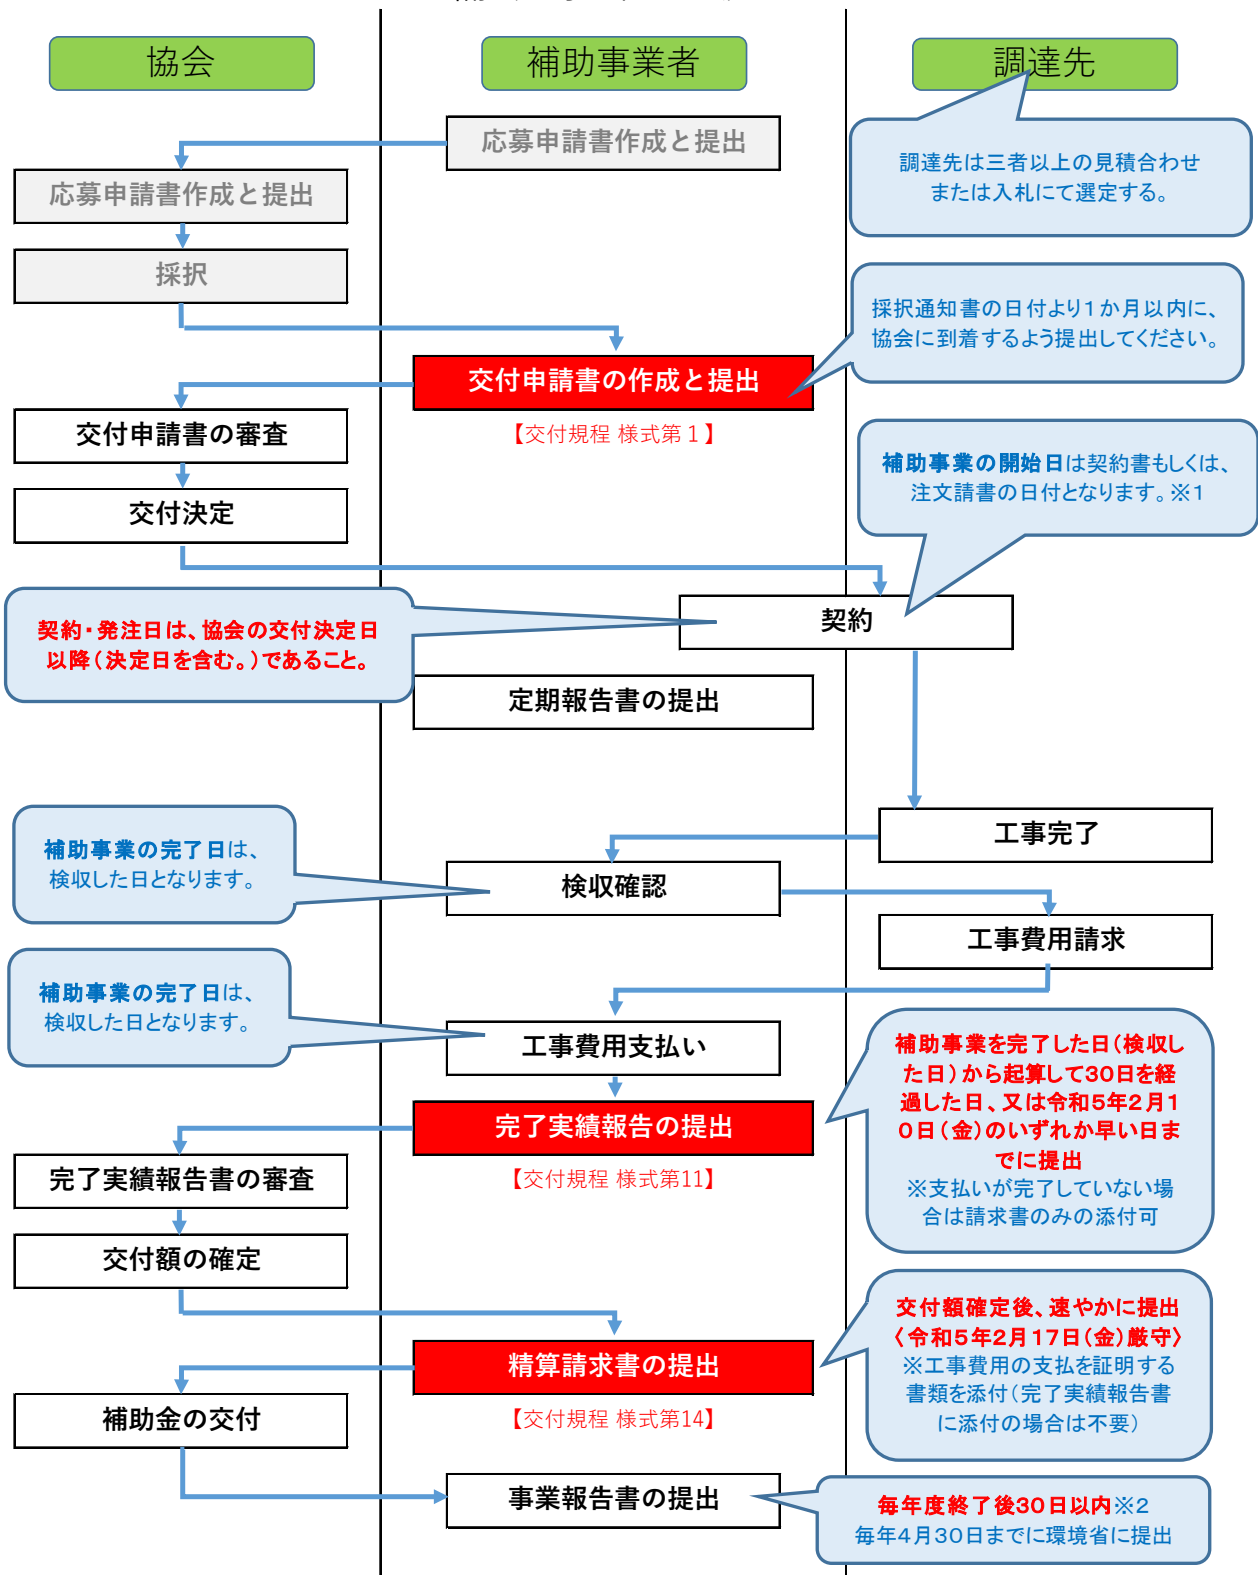 協会
補助事業者
調達先
応募申請書作成と提出
調達先は三者以上の見積合わせ
または入札にて選定する。
応募申請書作成と提出
採択
採択通知書の日付より1か月以内に、
協会に到着するよう提出してください。
交付申請書の作成と提出
【交付規程 様式第１】
交付申請書の審査
補助事業の開始日は契約書もしくは、
注文請書の日付となります。※1
交付決定
契約・発注日は、協会の交付決定日
以降（決定日を含む。）であること。
契約
定期報告書の提出
工事完了
補助事業の完了日は、
検収した日となります。
検収確認
工事費用請求
補助事業の完了日は、
検収した日となります。
工事費用支払い
補助事業を完了した日（検収し
た日）から起算して30日を経
過した日、又は令和5年2月1
0日（金）のいずれか早い日ま
でに提出
※支払いが完了していない場
合は請求書のみの添付可
完了実績報告の提出
【交付規程 様式第11】
完了実績報告書の審査
交付額の確定
交付額確定後、速やかに提出
〈令和5年2月17日（金）厳守〉
※工事費用の支払を証明する
書類を添付（完了実績報告書
に添付の場合は不要）
精算請求書の提出
【交付規程 様式第14】
補助金の交付
事業報告書の提出
毎年度終了後30日以内※2
毎年4月30日までに環境省に提出